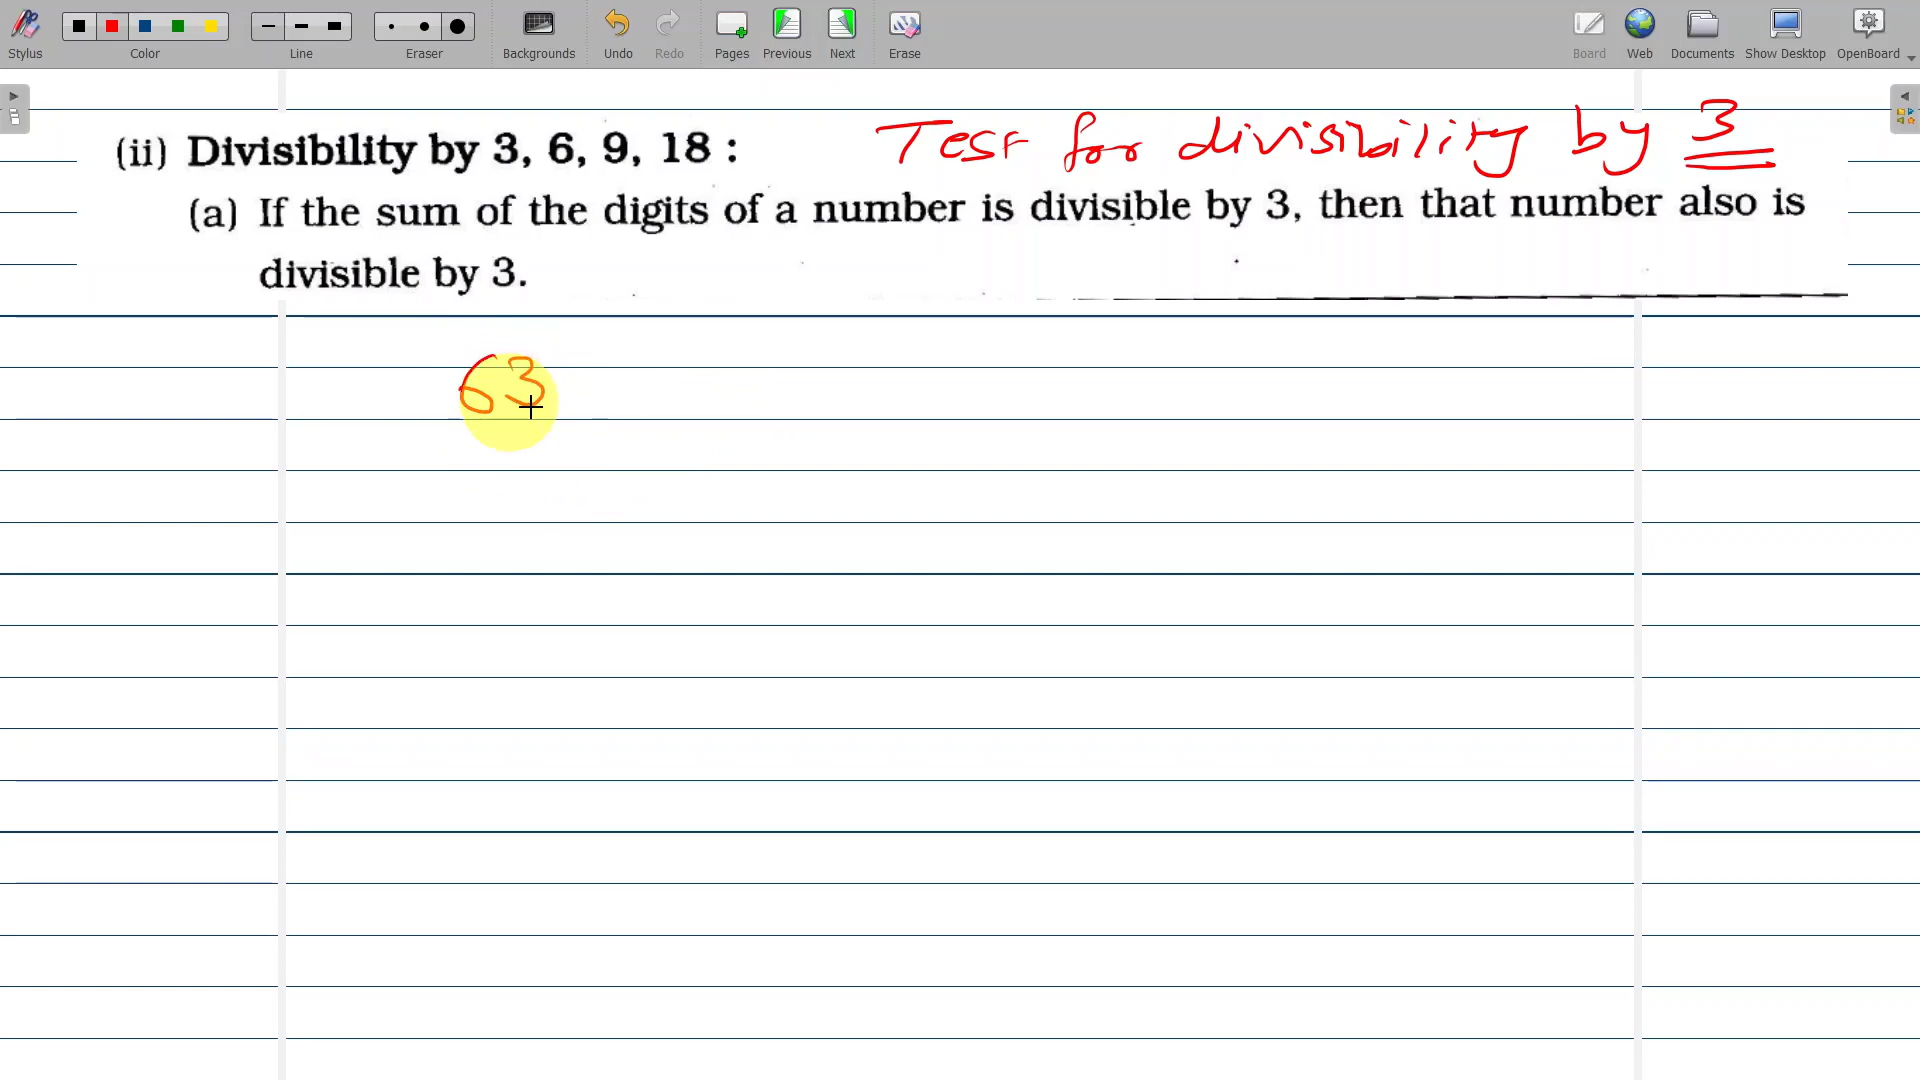 Stylus Color Line Eraser Backgrounds Undo Redo Pages Previous Next Erase Board Web Documents Show Desktop OpenBoard
(ii) Divisibility by 3, 6, 9, 18 : Test for divisibility by 3
(a) If the sum of the digits of a number is divisible by 3, then that number also is
divisible by 3.
63